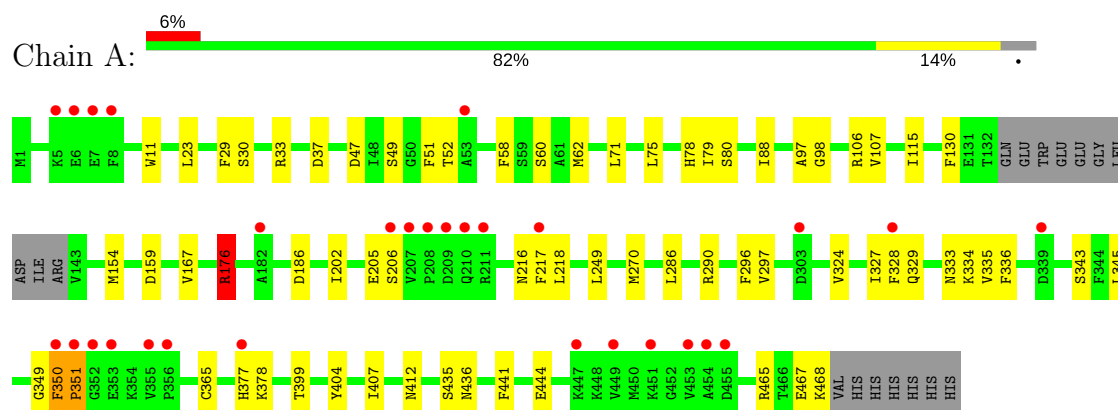 6%
Chain A:
82% 14% •
M1 K5 E6 E7 F8 W11 L23 F29 S30 R33 D37 D47 I48 S49 G50 F51 T52 A53 F58 S59 S60 A61 M62 L71 L75 H78 I79 S80 I88 A97 G98 R106 V107 I115 F130 E131 T132 GLN GLU TRP GLU GLU GLY LEU
ASP ILE ARG V143 M154 D159 V167 R176 A182 D186 I202 E205 S206 V207 P208 D209 Q210 R211 N216 F217 L218 L249 M270 L286 R290 F296 V297 D303 V324 I327 F328 Q329 N333 K334 V335 F336 D339 S343 F344 L345
G349 F350 P351 G352 E353 K354 V355 P356 C365 H377 K378 T399 Y404 I407 N412 S435 N436 F441 E444 K447 K448 V449 M450 K451 G452 V453 A454 D455 R465 T466 E467 K468 VAL HIS HIS HIS HIS HIS HIS